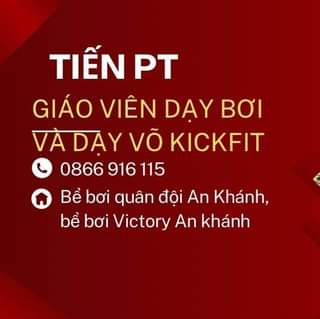 TIẾN PT
GIÁO VIÊN DẠY BƠI
VÀ DẠY VÕ KICKFIT
0866 916 115
Bể bơi quân đội An Khánh,
bể bơi Victory An khánh